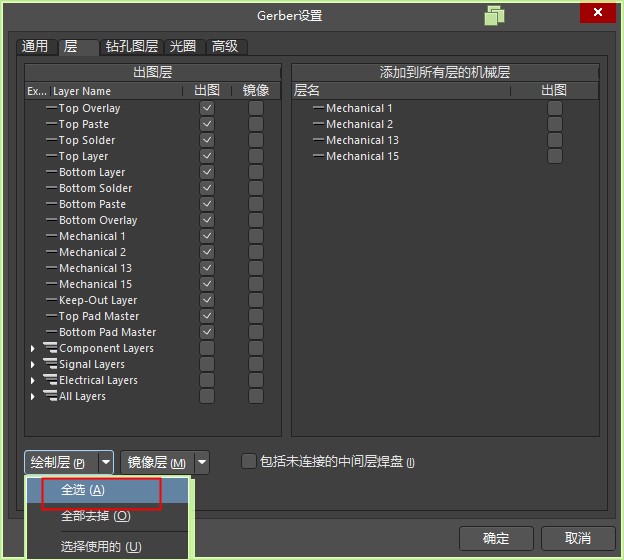 Gerber设置
通用 层 钻孔图层 光圈 高级
出图层
Ex... Layer Name 出图 镜像
Top Overlay
Top Paste
Top Solder
Top Layer
Bottom Layer
Bottom Solder
Bottom Paste
Bottom Overlay
Mechanical 1
Mechanical 2
Mechanical 13
Mechanical 15
Keep-Out Layer
Top Pad Master
Bottom Pad Master
Component Layers
Signal Layers
Electrical Layers
All Layers
添加到所有层的机械层
层名 出图
Mechanical 1
Mechanical 2
Mechanical 13
Mechanical 15
绘制层 (P) 镜像层 (M) 包括未连接的中间层焊盘 (I)
全选 (A)
全部去掉 (O)
选择使用的 (U)
确定 取消